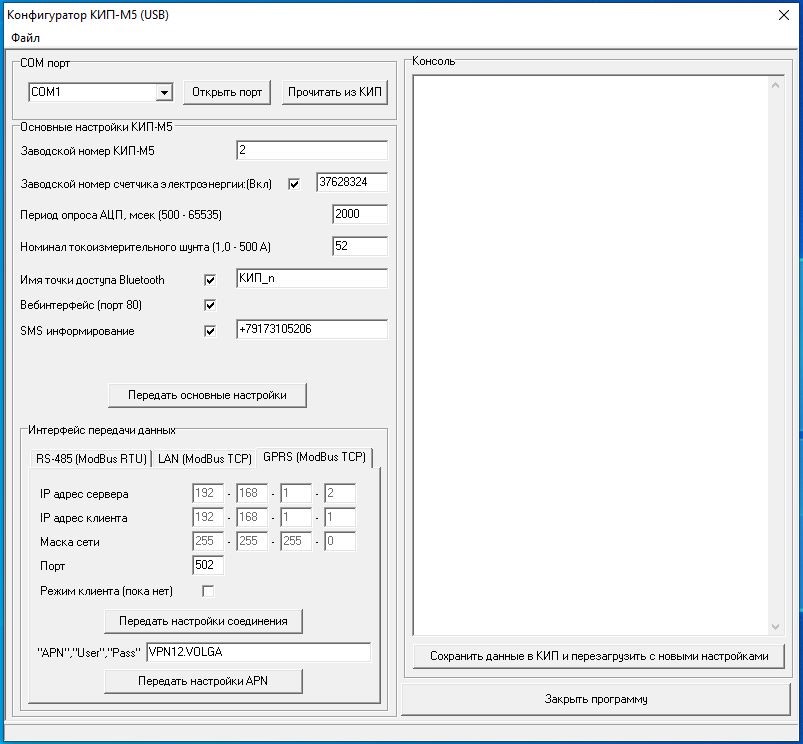 Конфигуратор КИП-М5 (USB)
Файл
COM порт
COM1
Открыть порт
Прочитать из КИП
Основные настройки КИП-М5
Заводской номер КИП-М5
2
Заводской номер счетчика электроэнергии:(Вкл)
37628324
Период опроса АЦП, мсек (500 - 65535)
2000
Номинал токоизмерительного шунта (1,0 - 500 А)
52
Имя точки доступа Bluetooth
КИП_n
Вебинтерфейс (порт 80)
SMS информирование
+79173105206
Передать основные настройки
Интерфейс передачи данных
RS-485 (ModBus RTU)
LAN (ModBus TCP)
GPRS (ModBus TCP)
IP адрес сервера
192 - 168 - 1 - 2
IP адрес клиента
192 - 168 - 1 - 1
Маска сети
255 - 255 - 255 - 0
Порт
502
Режим клиента (пока нет)
Передать настройки соединения
"APN","User","Pass"
VPN12.VOLGA
Передать настройки APN
Консоль
Сохранить данные в КИП и перезагрузить с новыми настройками
Закрыть программу